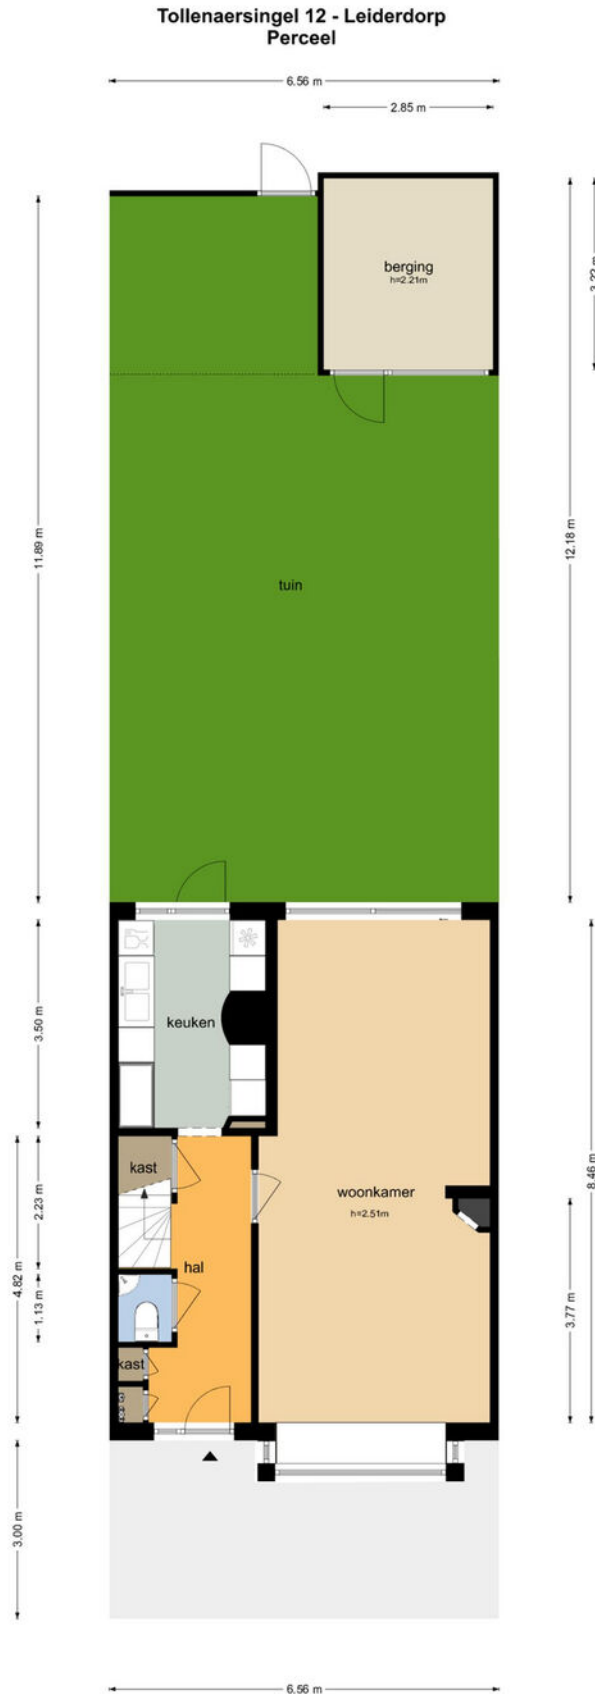 Tollenaersingel 12 - Leiderdorp
Perceel
6.56 m
2.85 m
berging
h=2.21m
11.89 m
12.18 m
tuin
keuken
3.50 m
kast
woonkamer
h=2.51m
hal
2.23 m
8.46 m
4.82 m
1.13 m
3.77 m
kast
3.00 m
6.56 m